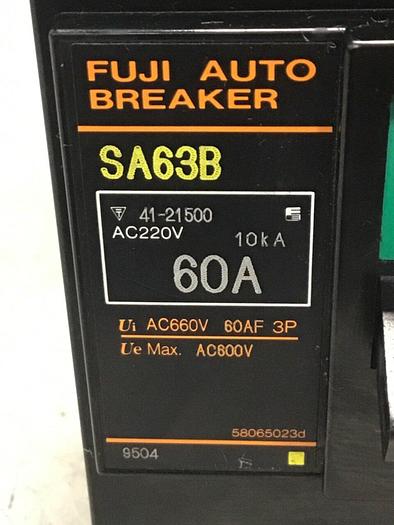 FUJI AUTO
BREAKER
SA63B
41-21500
AC220V 10kA
60A
Ui AC660V 60AF 3P
Ue Max. AC600V
58065023d
9504